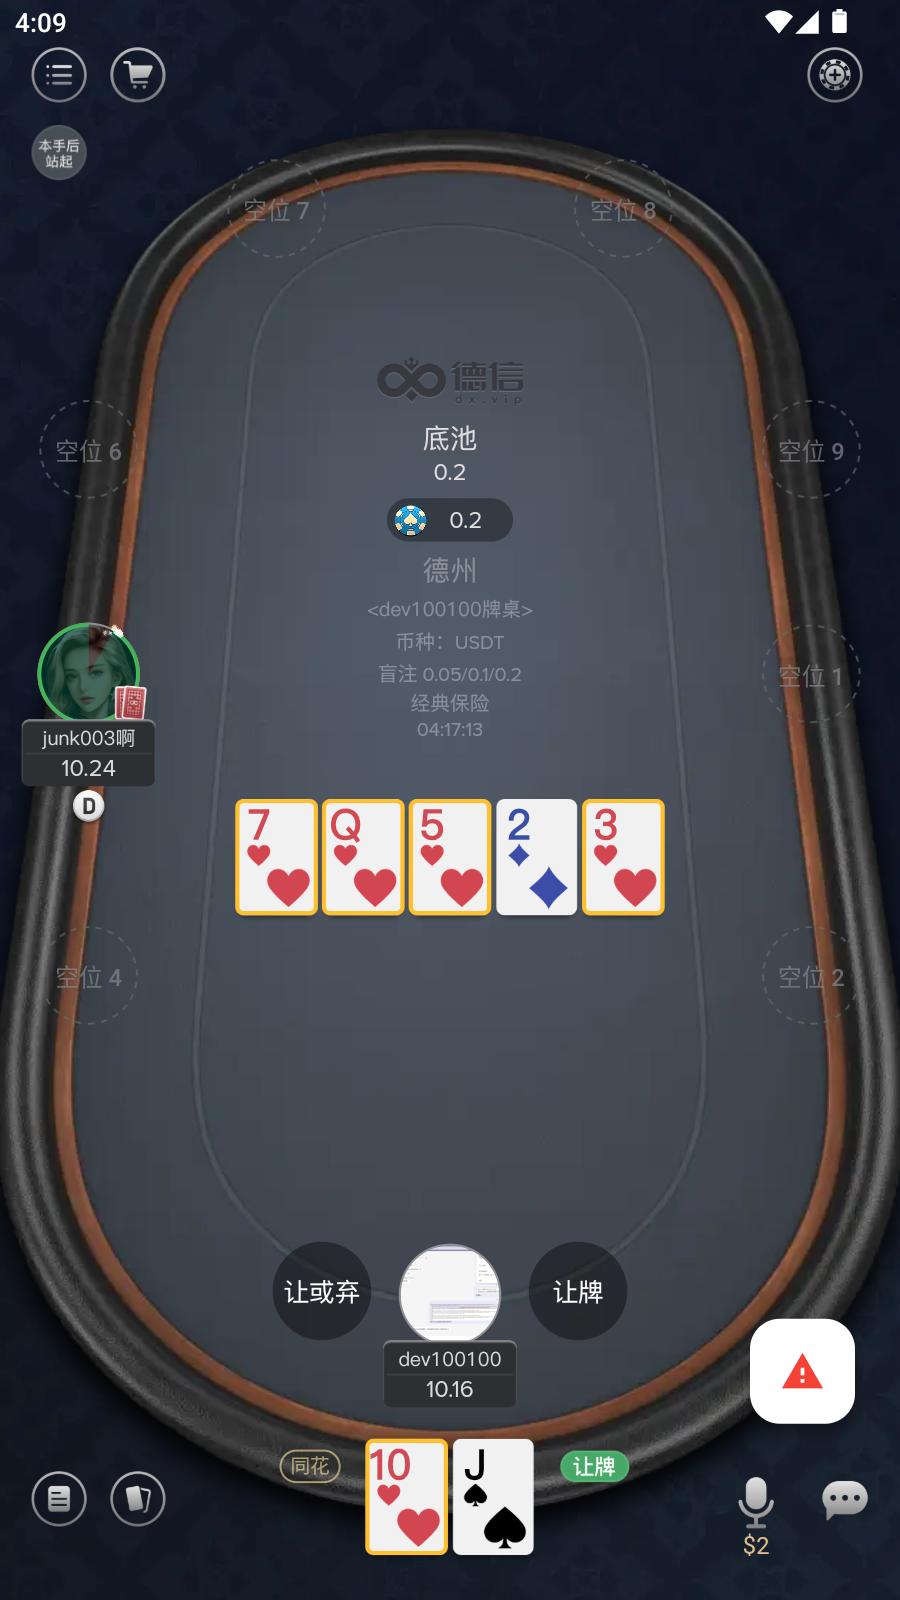 4:09
本手后
站起
空位 7
空位 8
德信
dx.vip
底池
0.2
0.2
空位 6
空位 9
德州
<dev100100牌桌>
币种：USDT
盲注 0.05/0.1/0.2
经典保险
04:17:13
空位 1
junk003啊
10.24
D
7
Q
5
2
3
空位 4
空位 2
让或弃
让牌
dev100100
10.16
同花
10
J
让牌
$2